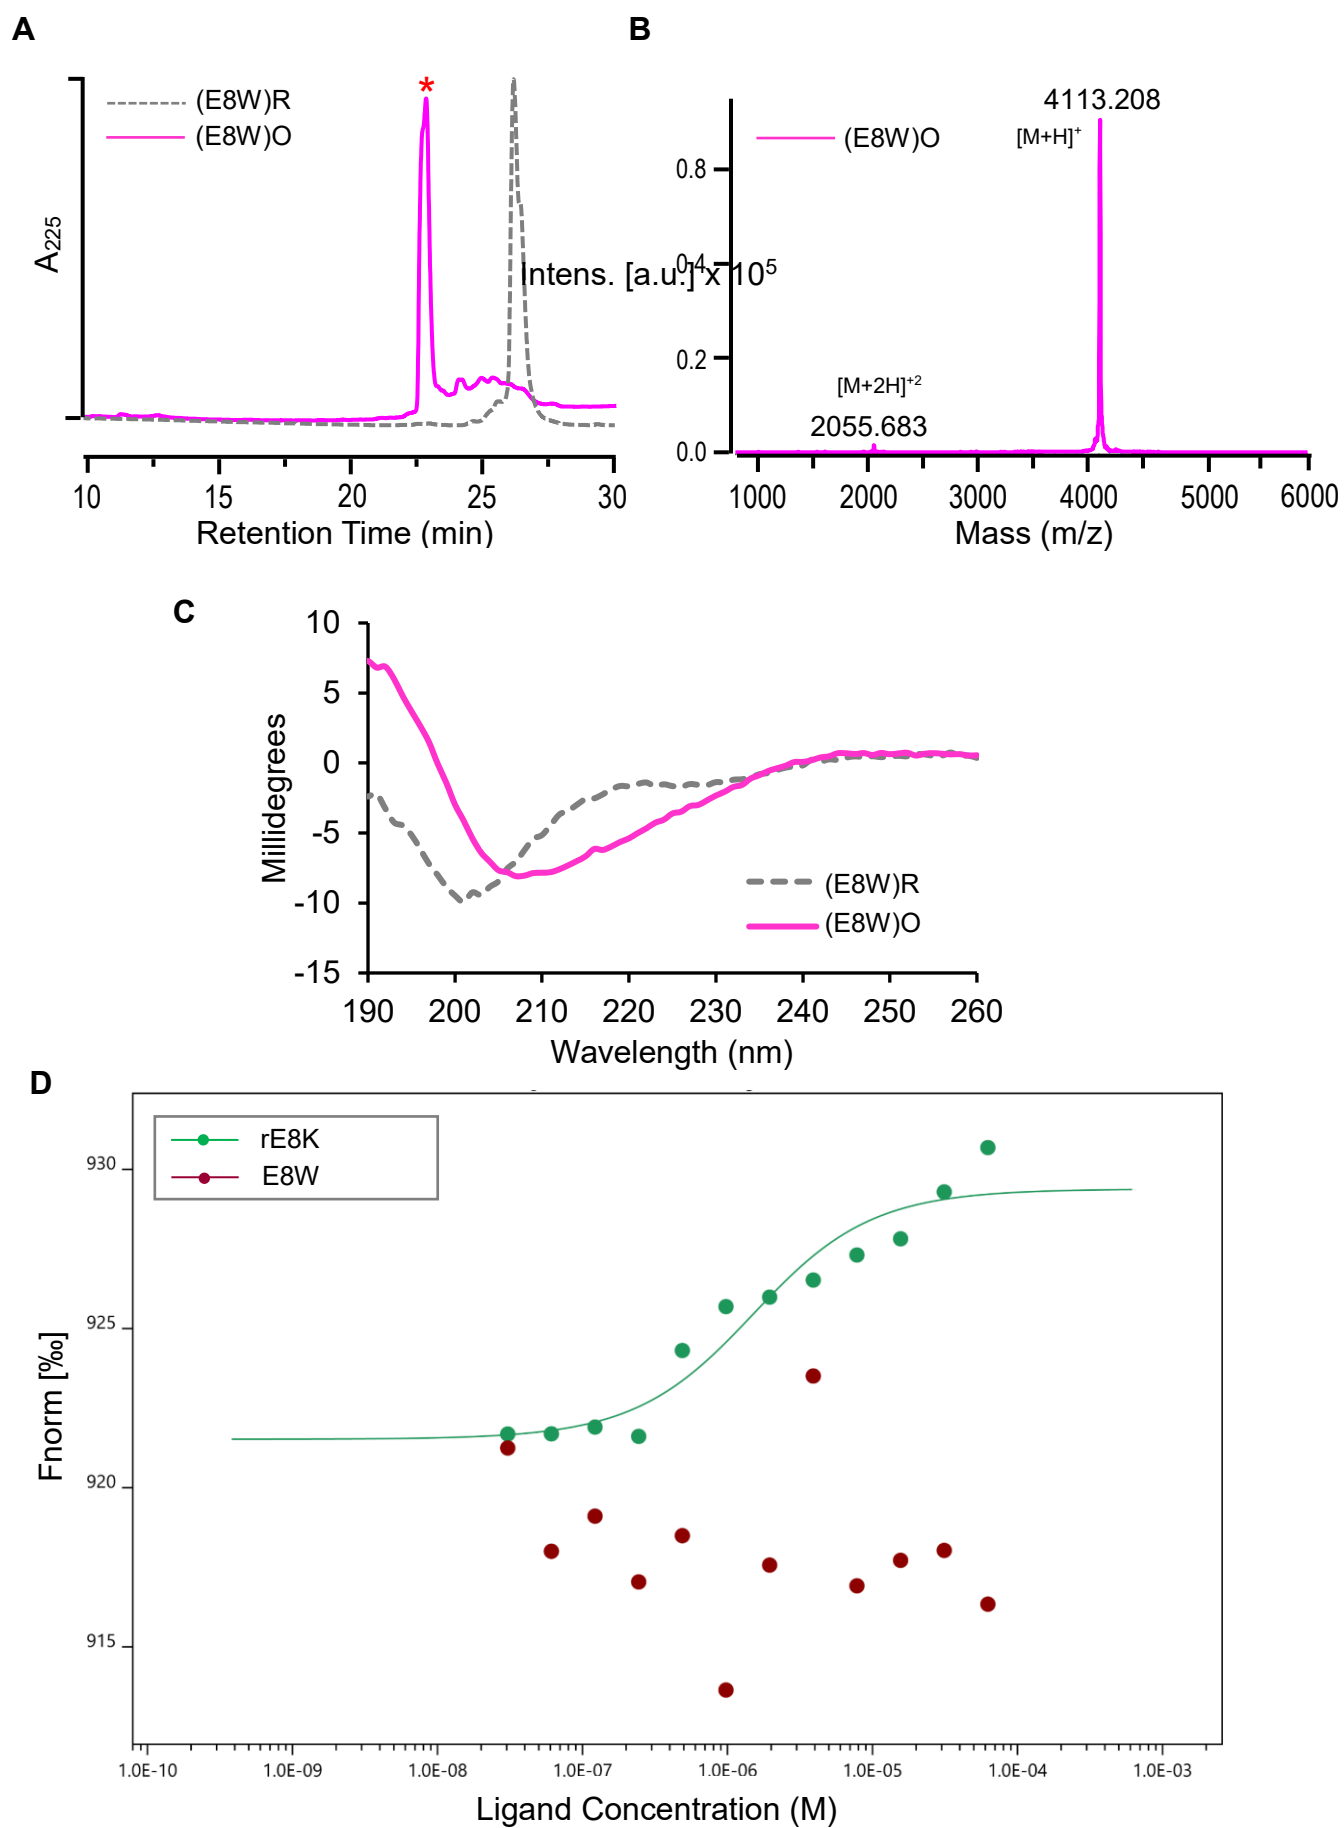 A
(E8W)R
(E8W)O
*
A225
10 15 20 25 30
Retention Time (min)
B
4113.208
[M+H]+
(E8W)O
0.8
0.4
Intens. [a.u.] x 10^5
0.2
[M+2H]+2
2055.683
0.0
1000 2000 3000 4000 5000 6000
Mass (m/z)
C
10
5
0
-5
-10
-15
Millidegrees
(E8W)R
(E8W)O
190 200 210 220 230 240 250 260
Wavelength (nm)
D
rE8K
E8W
930
925
920
915
Fnorm [‰]
1.0E-10 1.0E-09 1.0E-08 1.0E-07 1.0E-06 1.0E-05 1.0E-04 1.0E-03
Ligand Concentration (M)